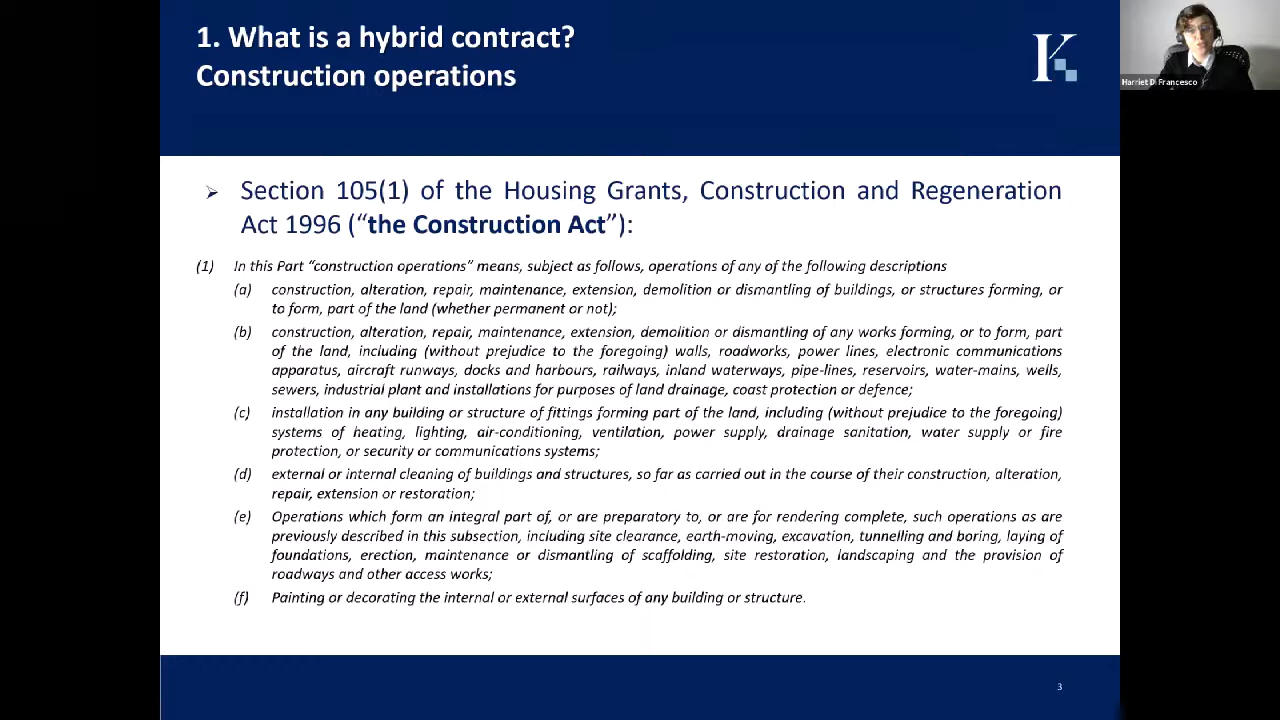 1. What is a hybrid contract?
Construction operations
K
Harriet Di Francesco
➢ Section 105(1) of the Housing Grants, Construction and Regeneration
Act 1996 (“the Construction Act”):
(1) In this Part “construction operations” means, subject as follows, operations of any of the following descriptions
(a) construction, alteration, repair, maintenance, extension, demolition or dismantling of buildings, or structures forming, or
to form, part of the land (whether permanent or not);
(b) construction, alteration, repair, maintenance, extension, demolition or dismantling of any works forming, or to form, part
of the land, including (without prejudice to the foregoing) walls, roadworks, power lines, electronic communications
apparatus, aircraft runways, docks and harbours, railways, inland waterways, pipe-lines, reservoirs, water-mains, wells,
sewers, industrial plant and installations for purposes of land drainage, coast protection or defence;
(c) installation in any building or structure of fittings forming part of the land, including (without prejudice to the foregoing)
systems of heating, lighting, air-conditioning, ventilation, power supply, drainage sanitation, water supply or fire
protection, or security or communications systems;
(d) external or internal cleaning of buildings and structures, so far as carried out in the course of their construction, alteration,
repair, extension or restoration;
(e) Operations which form an integral part of, or are preparatory to, or are for rendering complete, such operations as are
previously described in this subsection, including site clearance, earth-moving, excavation, tunnelling and boring, laying of
foundations, erection, maintenance or dismantling of scaffolding, site restoration, landscaping and the provision of
roadways and other access works;
(f) Painting or decorating the internal or external surfaces of any building or structure.
3